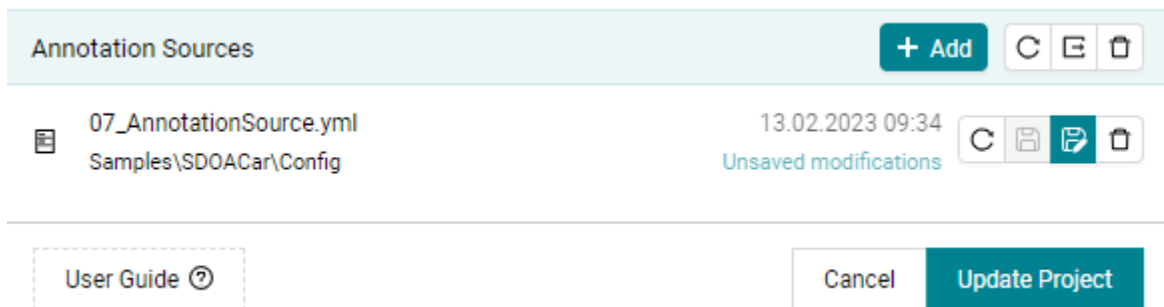 Annotation Sources
+ Add
07_AnnotationSource.yml
13.02.2023 09:34
Samples\SDOACar\Config
Unsaved modifications
User Guide
Cancel
Update Project